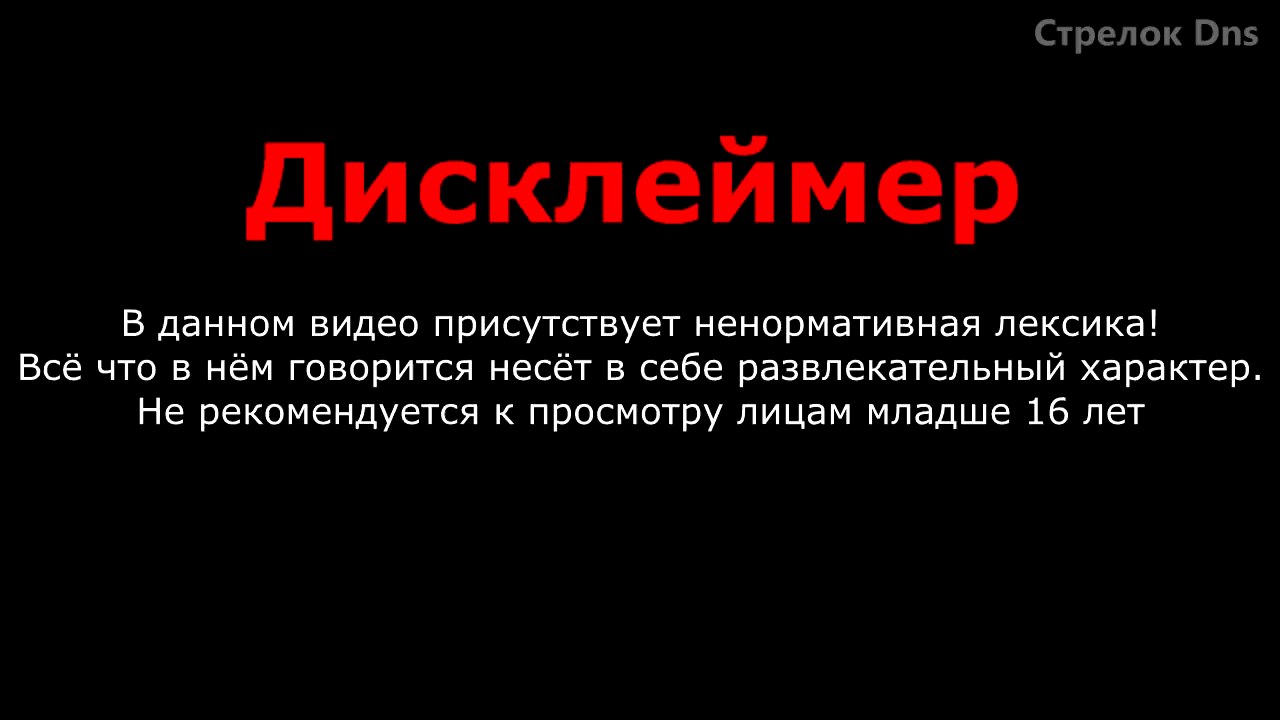 Стрелок Dns
Дисклеймер
В данном видео присутствует ненормативная лексика!
Всё что в нём говорится несёт в себе развлекательный характер.
Не рекомендуется к просмотру лицам младше 16 лет